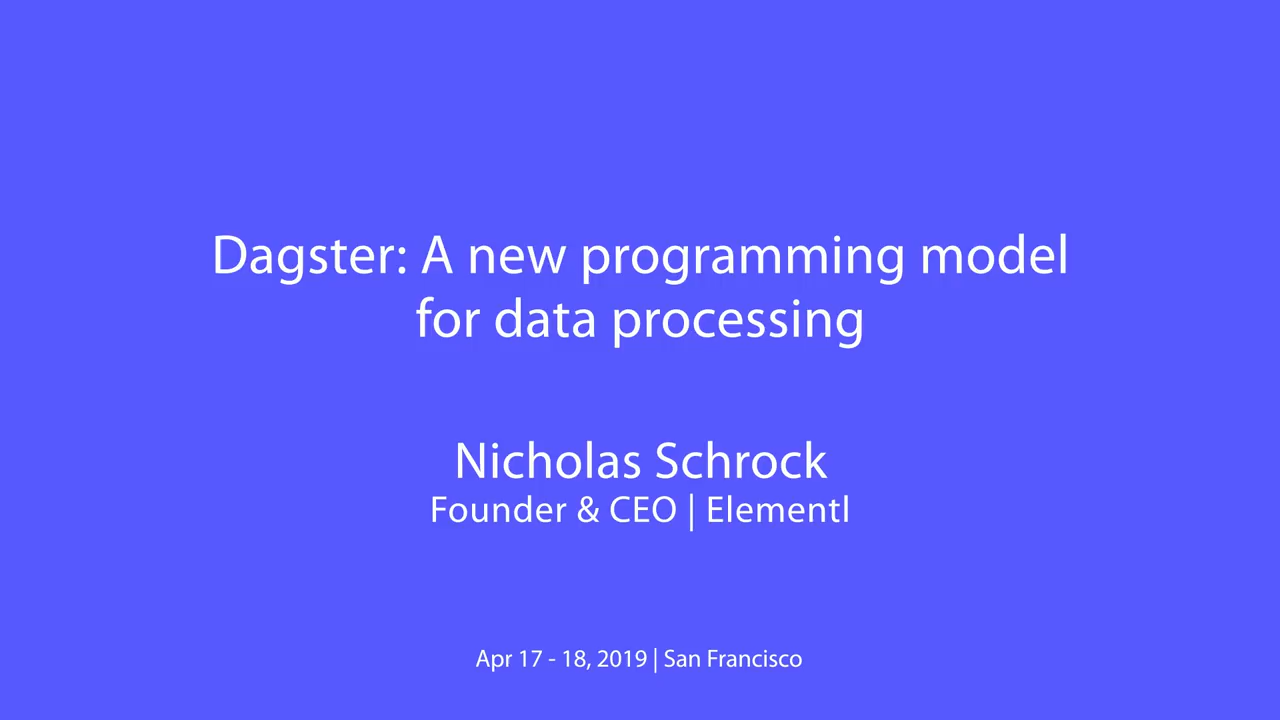 Dagster: A new programming model
for data processing
Nicholas Schrock
Founder & CEO | Elementl
Apr 17 - 18, 2019 | San Francisco